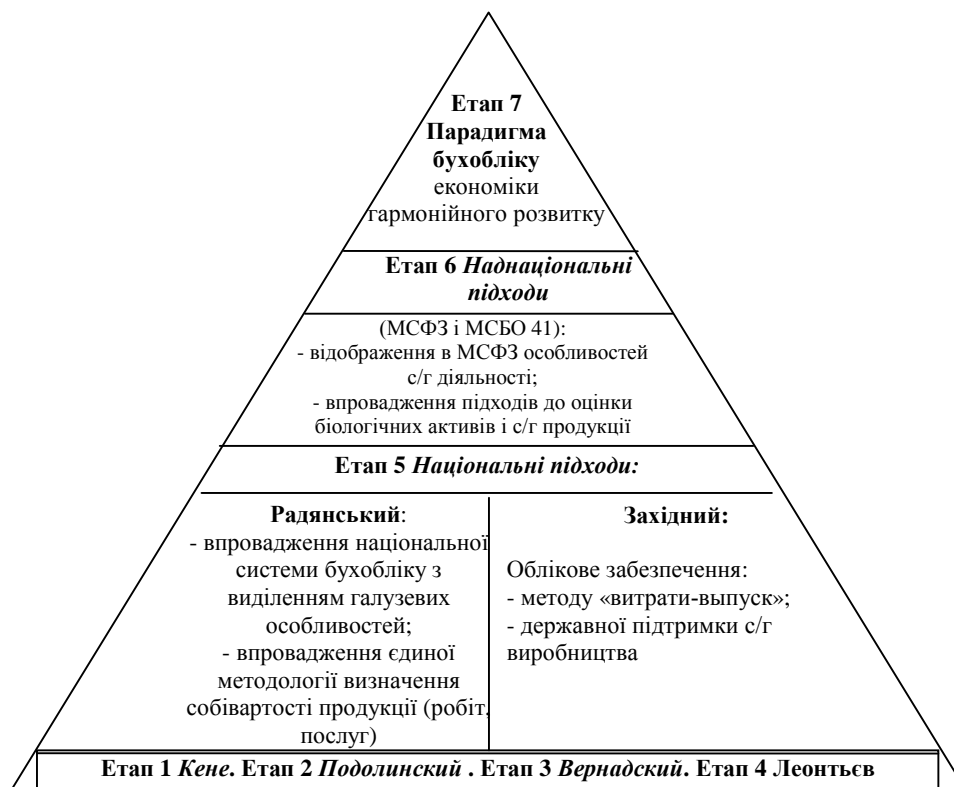 Етап 7
Парадигма
бухобліку
економіки
гармонійного розвитку
Етап 6 Наднаціональні
підходи
(МСФЗ і МСБО 41):
- відображення в МСФЗ особливостей
с/г діяльності;
- впровадження підходів до оцінки
біологічних активів і с/г продукції
Етап 5 Національні підходи:
Радянський:
- впровадження національної
системи бухобліку з
виділенням галузевих
особливостей;
- впровадження єдиної
методології визначення
собівартості продукції (робіт,
послуг)
Західний:
Облікове забезпечення:
- методу «витрати-випуск»;
- державної підтримки с/г
виробництва
Етап 1 Кене. Етап 2 Подолинский . Етап 3 Вернадский. Етап 4 Леонтьєв